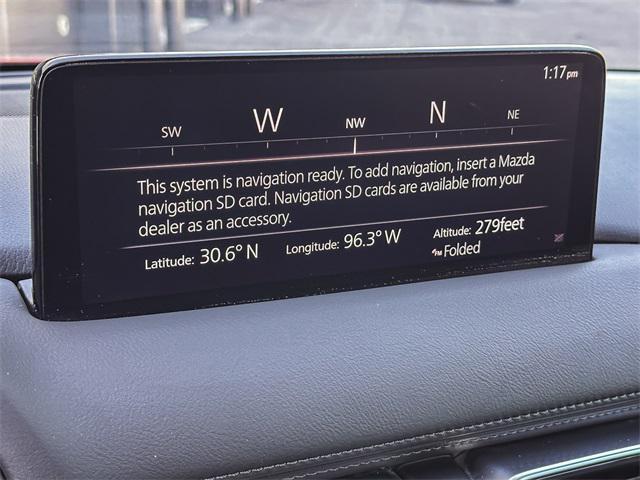 1:17pm
SW W NW N NE
This system is navigation ready. To add navigation, insert a Mazda
navigation SD card. Navigation SD cards are available from your
dealer as an accessory.
Latitude: 30.6° N Longitude: 96.3° W Altitude: 279feet
Folded